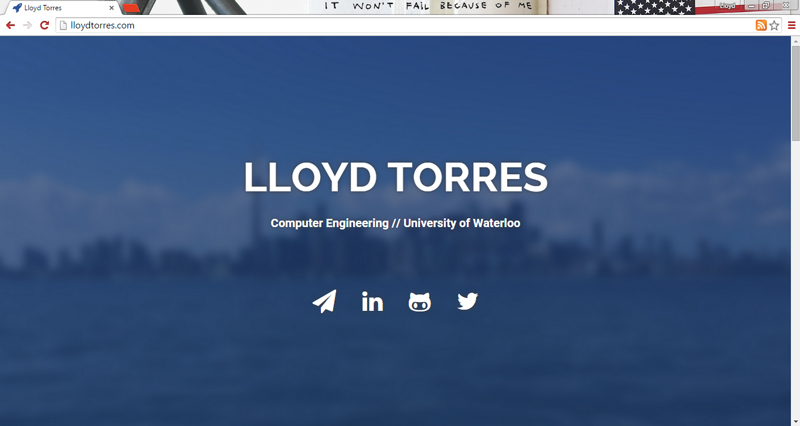 IT WON'T FAIL BECAUSE OF ME
Lloyd Torres
Lloyd
lloydtorres.com
LLOYD TORRES
Computer Engineering // University of Waterloo
in